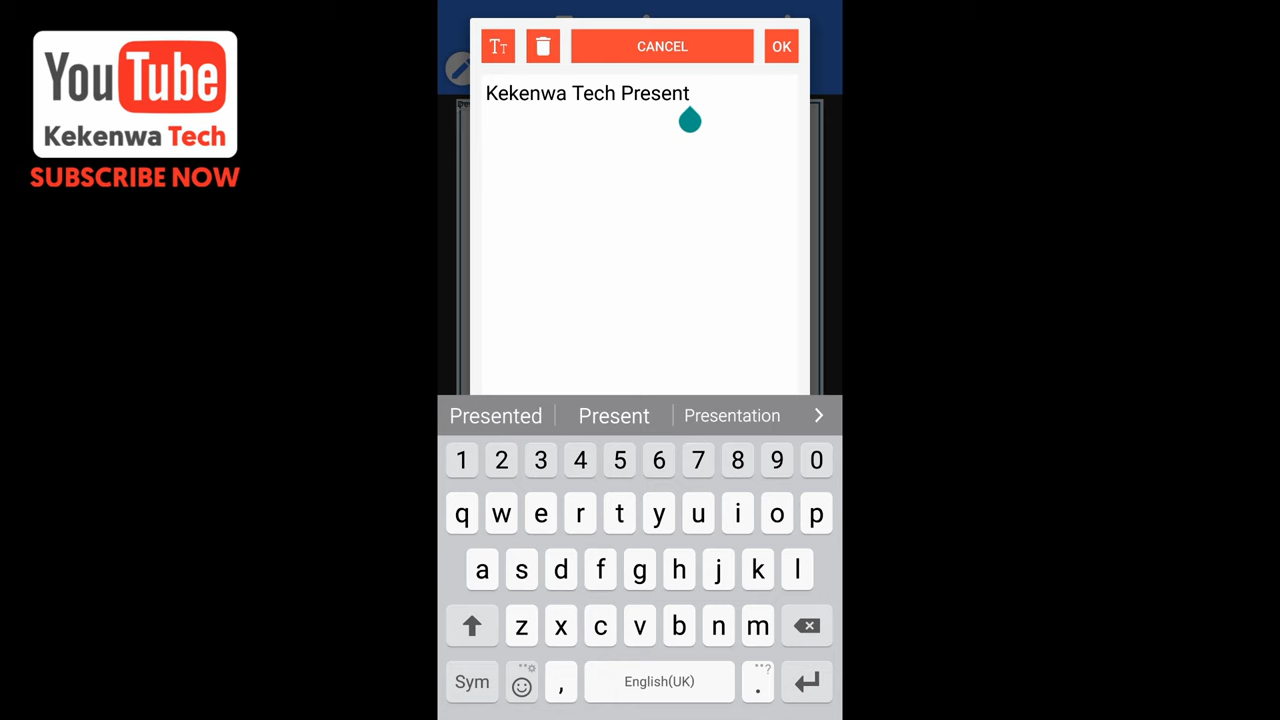 YouTube
Kekenwa Tech
SUBSCRIBE NOW
TT
CANCEL
OK
Kekenwa Tech Present
Presented
Present
Presentation
1 2 3 4 5 6 7 8 9 0
q w e r t y u i o p
a s d f g h j k l
z x c v b n m
Sym , English(UK) . ?